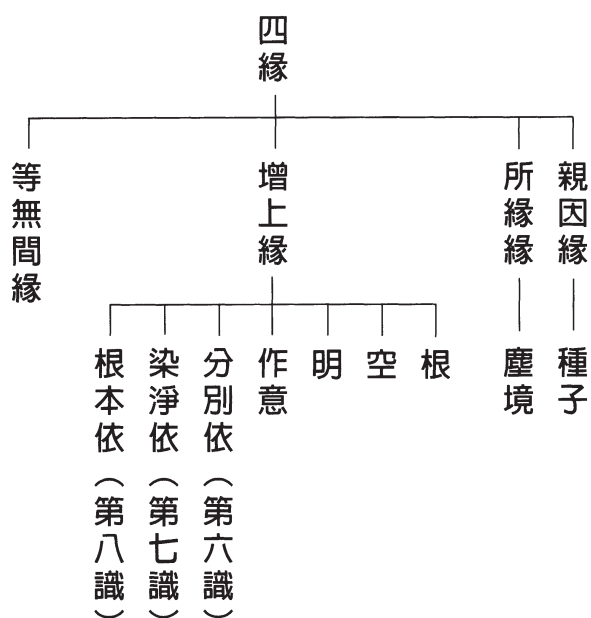 四緣
親因緣
種子
所緣緣
塵境
增上緣
根
空
明
作意
分別依（第六識）
染淨依（第七識）
根本依（第八識）
等無間緣